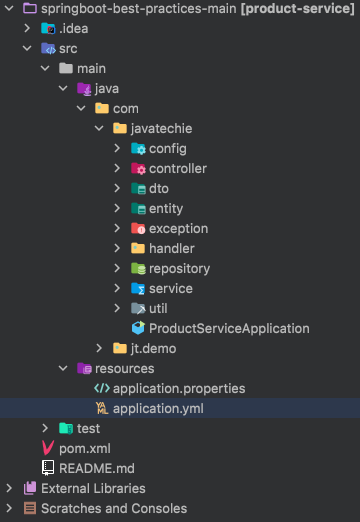 springboot-best-practices-main [product-service]
.idea
src
main
java
com
javatechie
config
controller
dto
entity
exception
handler
repository
service
util
ProductServiceApplication
jt.demo
resources
application.properties
YA
ML application.yml
test
pom.xml
README.md
External Libraries
Scratches and Consoles